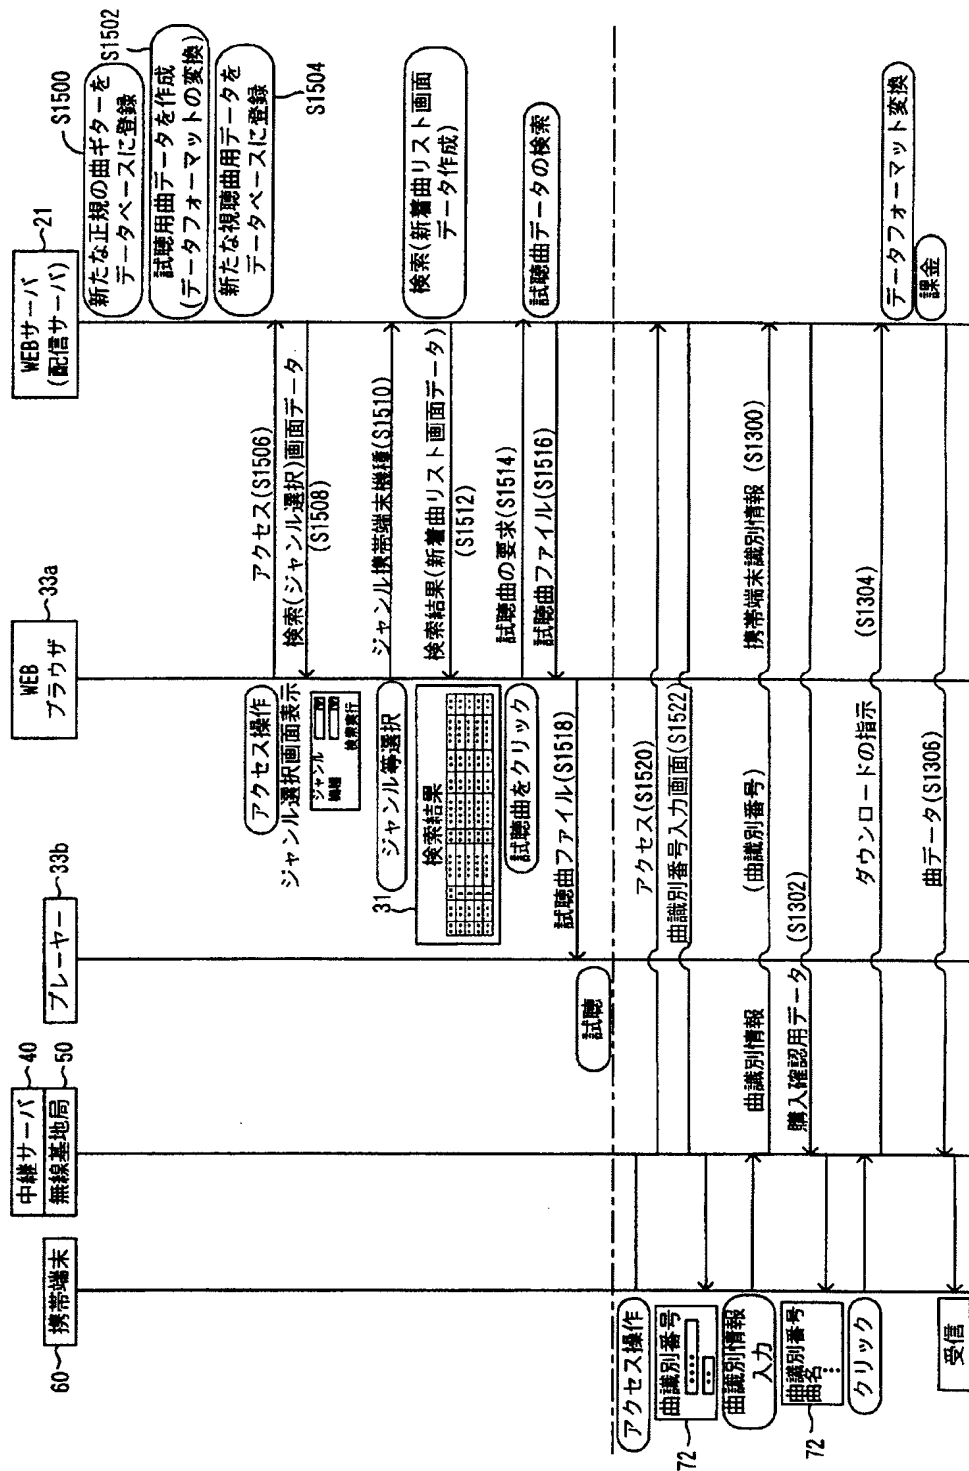 60
携帯端末
中継サーバ
40
無線基地局
50
プレーヤー
33b
WEB
ブラウザ
33a
WEBサーバ
(配信サーバ)
21
新たな正規の曲ギターを
データベースに登録
S1500
試聴用曲データを作成
(データフォーマットの変換)
S1502
新たな視聴曲用データを
データベースに登録
S1504
アクセス操作
アクセス(S1506)
ジャンル選択画面表示
検索(ジャンル選択)画面データ
(S1508)
ジャンル
機種
検索実行
ジャンル等選択
ジャンル携帯端末機種(S1510)
検索(新着曲リスト画面
データ作成)
31
検索結果
検索結果(新着曲リスト画面データ)
(S1512)
試聴曲をクリック
試聴曲の要求(S1514)
試聴曲データの検索
試聴曲ファイル(S1516)
試聴曲ファイル(S1518)
試聴
アクセス操作
アクセス(S1520)
曲識別番号
72
曲識別番号入力画面(S1522)
曲識別情報
入力
曲識別情報
(曲識別番号)
携帯端末識別情報 (S1300)
購入確認用データ
(S1302)
曲識別番号
曲名
72
クリック
ダウンロードの指示
(S1304)
データフォーマット変換
課金
曲データ(S1306)
受信